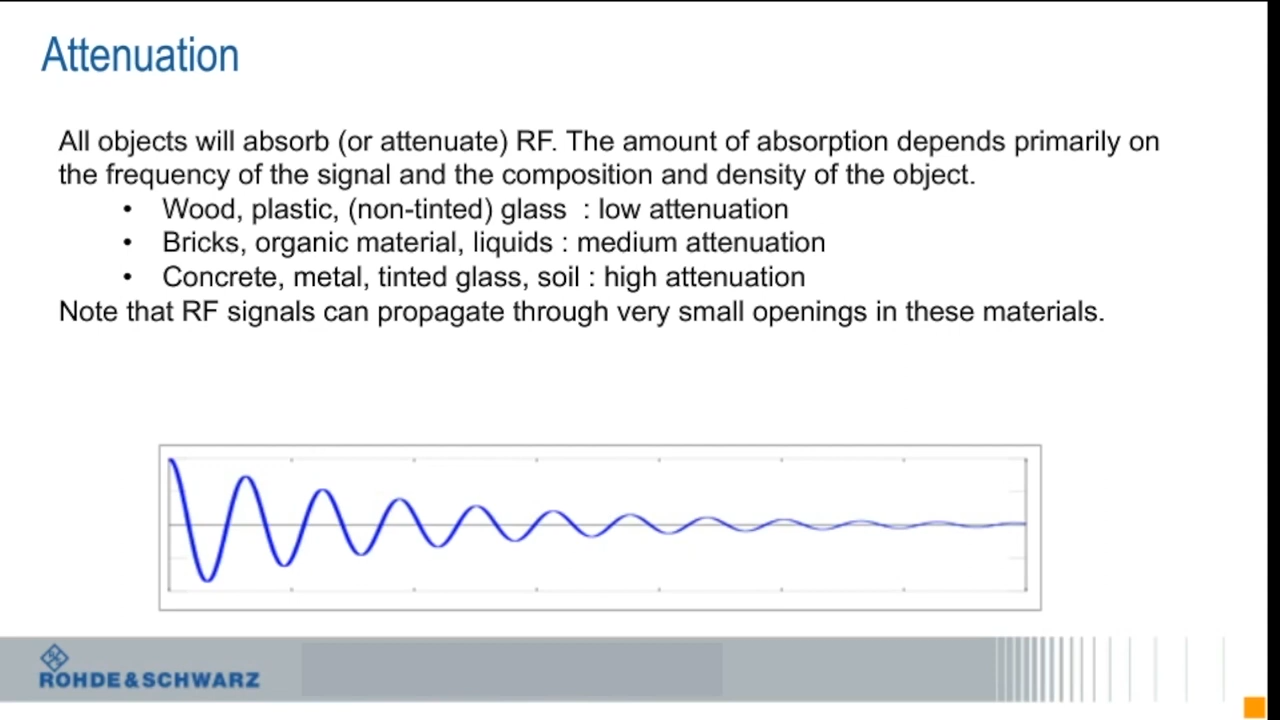 Attenuation
All objects will absorb (or attenuate) RF. The amount of absorption depends primarily on
the frequency of the signal and the composition and density of the object.
• Wood, plastic, (non-tinted) glass : low attenuation
• Bricks, organic material, liquids : medium attenuation
• Concrete, metal, tinted glass, soil : high attenuation
Note that RF signals can propagate through very small openings in these materials.
ROHDE & SCHWARZ